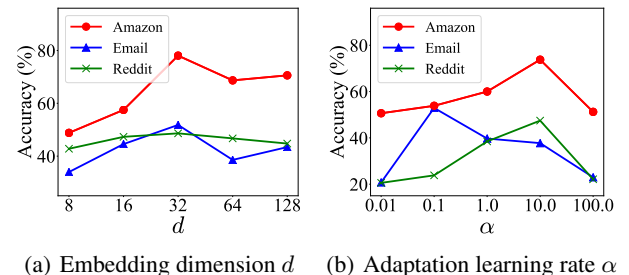 Accuracy (%)
80
60
40
Amazon
Email
Reddit
8 16 32 64 128
d
(a) Embedding dimension d
Accuracy (%)
80
60
40
20
Amazon
Email
Reddit
0.01 0.1 1.0 10.0 100.0
α
(b) Adaptation learning rate α